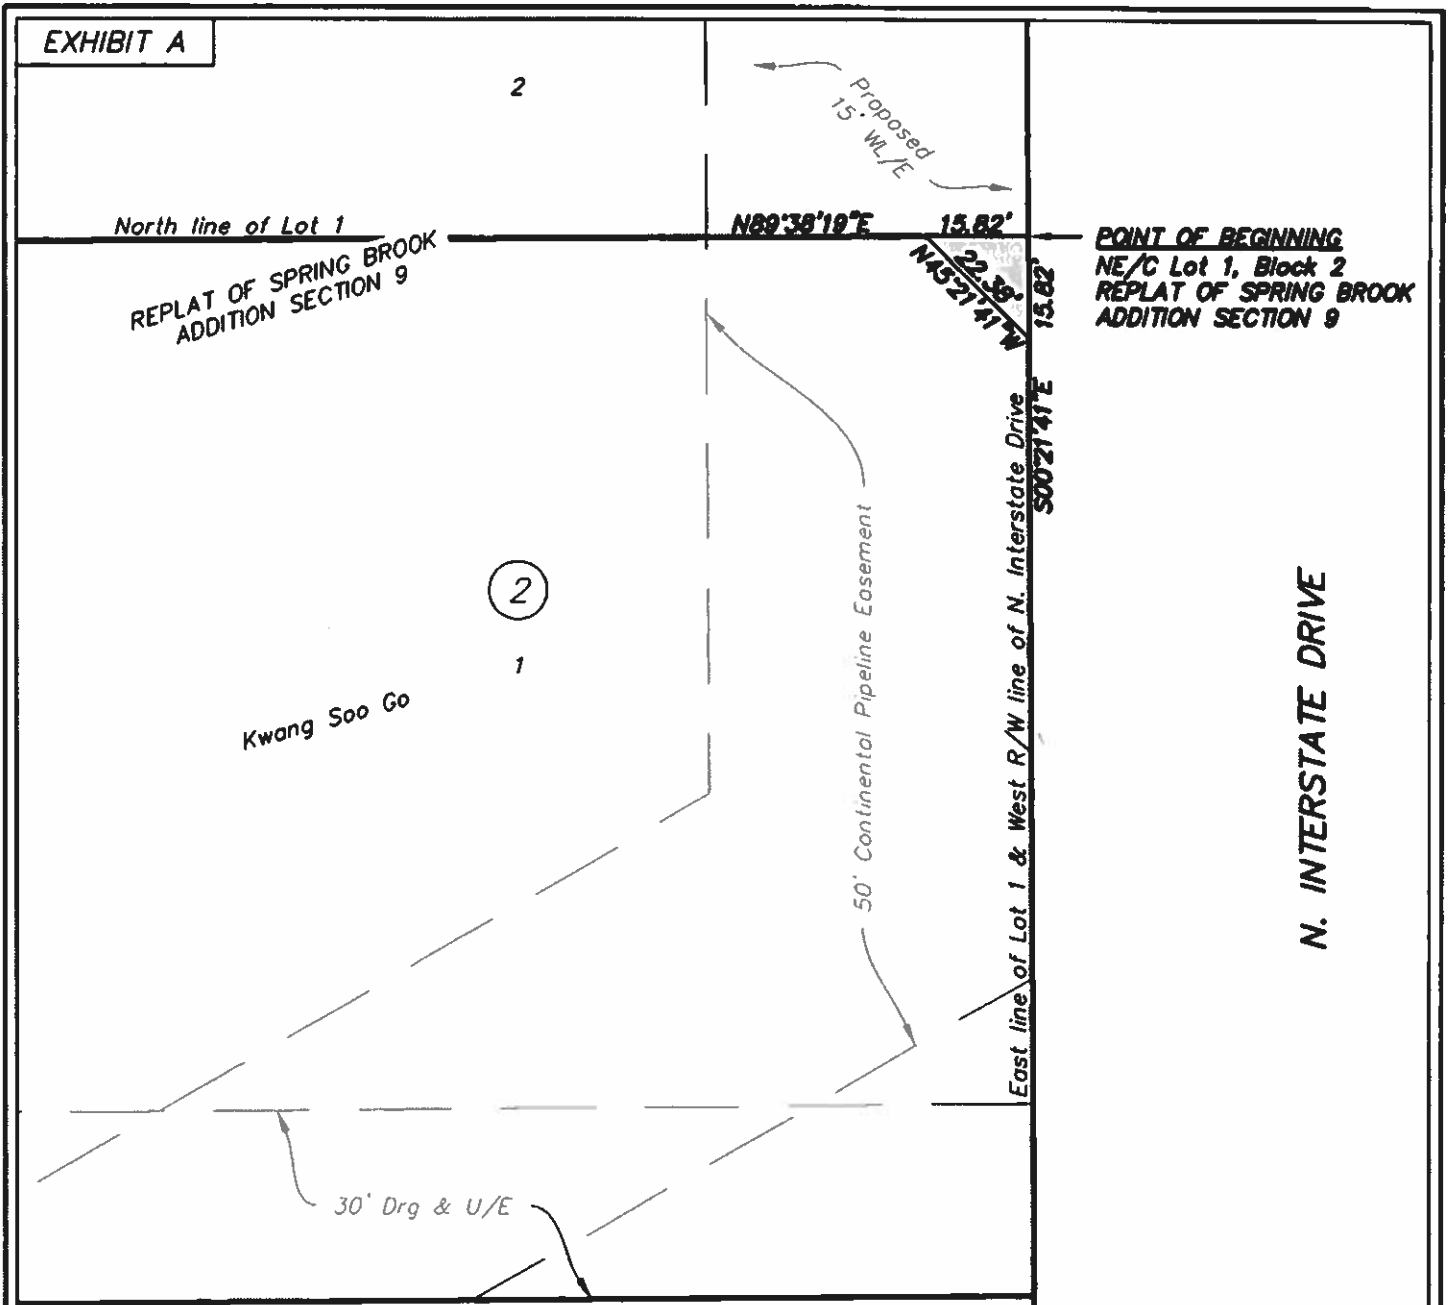 EXHIBIT A
2
Proposed
15' WL/E
North line of Lot 1
N89°38'19"E
15.82'
REPLAT OF SPRING BROOK
ADDITION SECTION 9
22.38'
N45°21'41"W
15.82'
S00°21'41"E
POINT OF BEGINNING
NE/C Lot 1, Block 2
REPLAT OF SPRING BROOK
ADDITION SECTION 9
East line of Lot 1 & West R/W line of N. Interstate Drive
50' Continental Pipeline Easement
N. INTERSTATE DRIVE
2
1
Kwang Soo Go
30' Drg & U/E